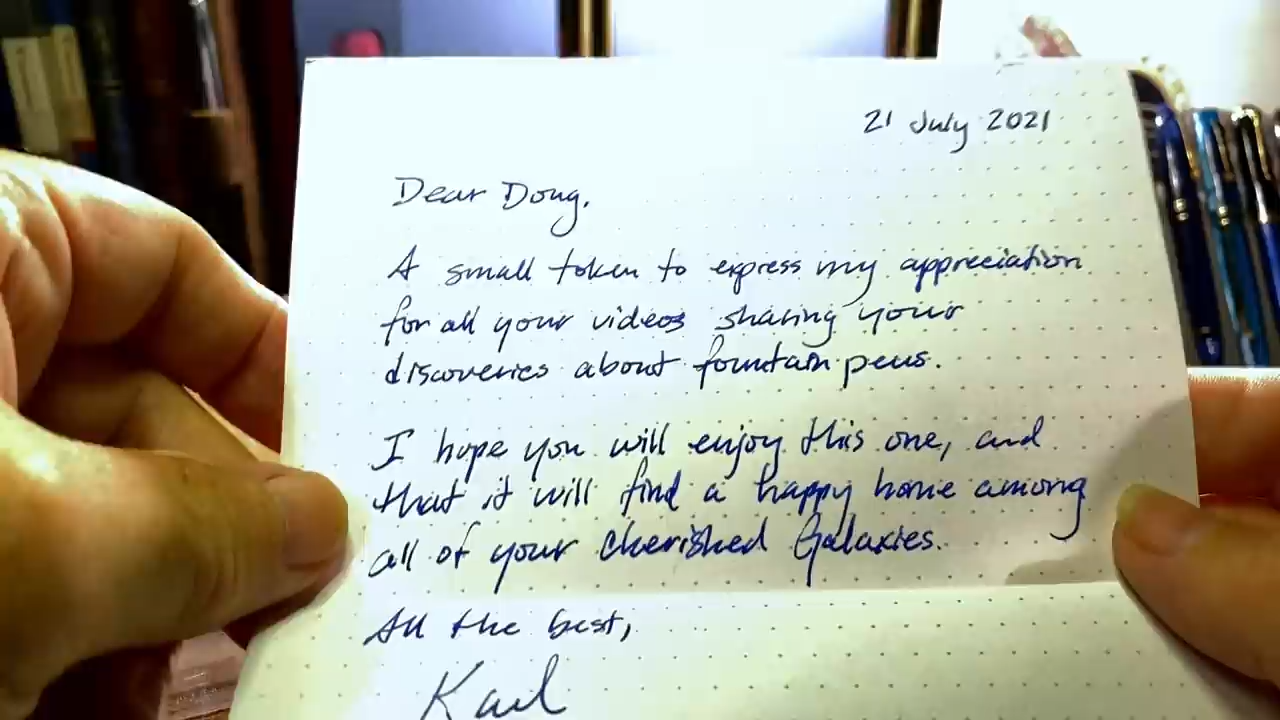 21 July 2021
Dear Doug,
A small token to express my appreciation
for all your videos sharing your
discoveries about fountain pens.
I hope you will enjoy this one, and
that it will find a happy home among
all of your cherished Galaxies.
All the best,
Karl